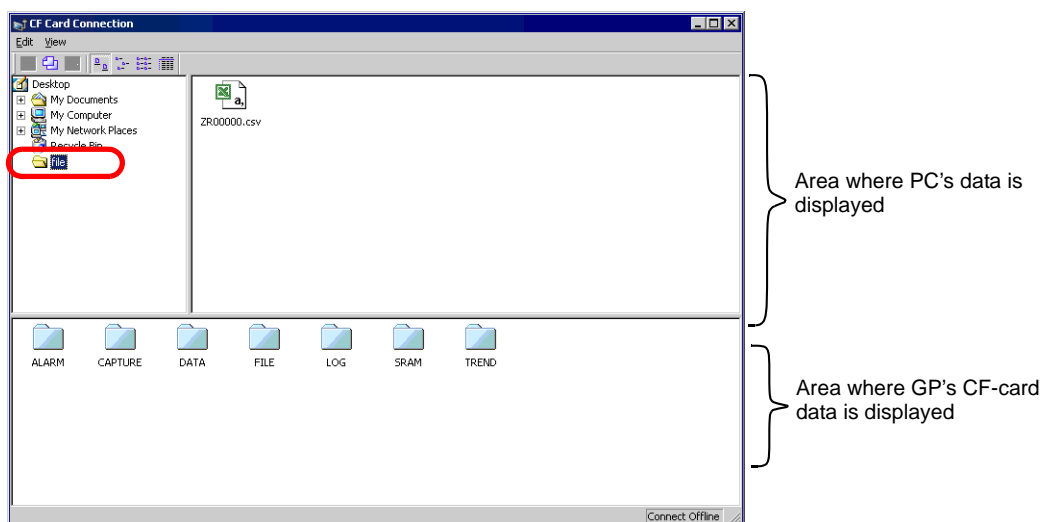 CF Card Connection
Edit View
Desktop
My Documents
My Computer
My Network Places
Recycle Bin
file
a,
ZR00000.csv
Area where PC's data is
displayed
ALARM CAPTURE DATA FILE LOG SRAM TREND
Area where GP's CF-card
data is displayed
Connect Offline